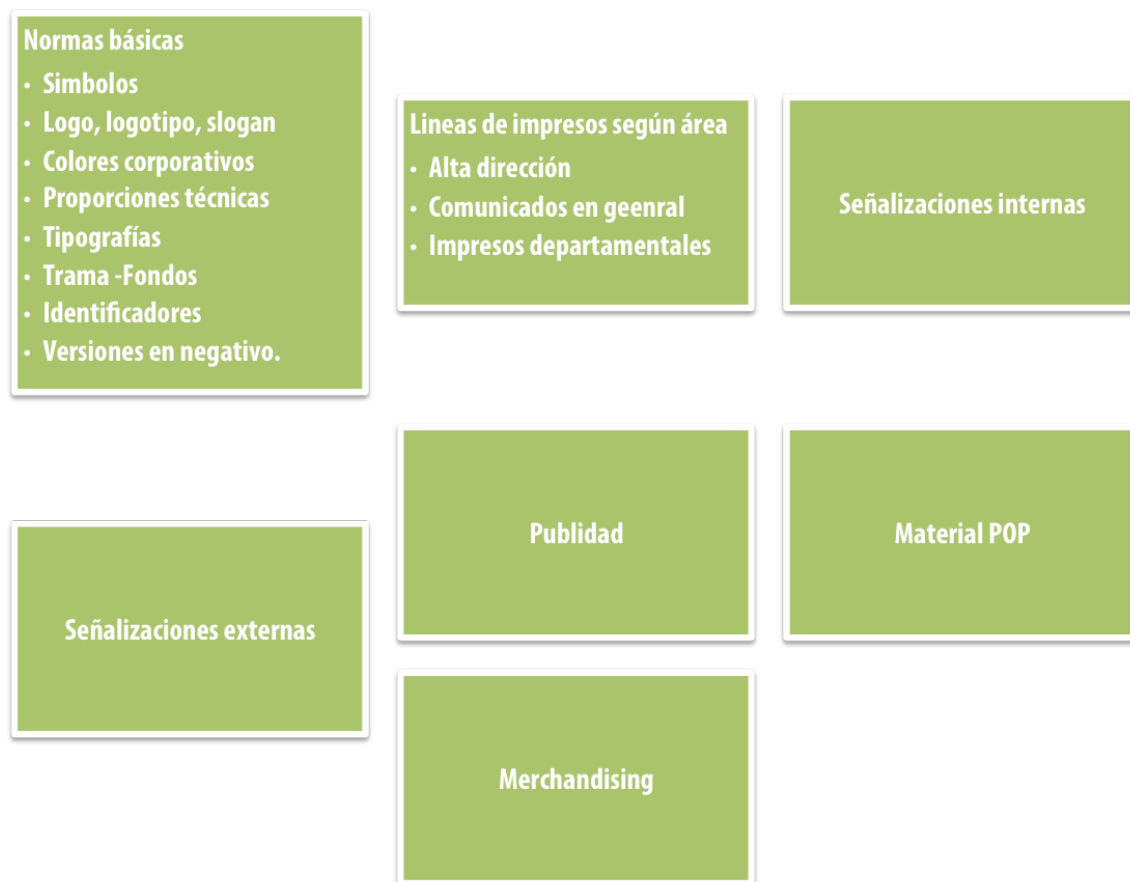 Normas básicas
• Simbolos
• Logo, logotipo, slogan
• Colores corporativos
• Proporciones técnicas
• Tipografías
• Trama -Fondos
• Identificadores
• Versiones en negativo.
Lineas de impresos según área
• Alta dirección
• Comunicados en geenral
• Impresos departamentales
Señalizaciones internas
Señalizaciones externas
Publidad
Material POP
Merchandising